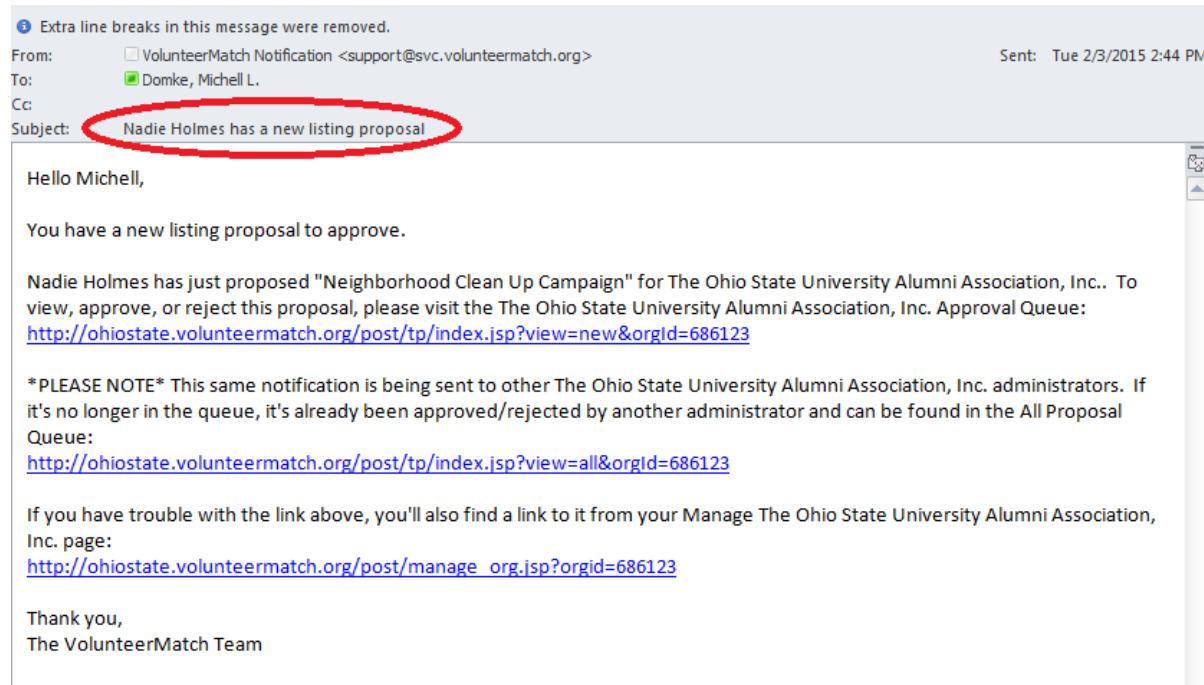 Extra line breaks in this message were removed.
From: VolunteerMatch Notification <support@svc.volunteermatch.org> Sent: Tue 2/3/2015 2:44 PM
To: Domke, Michell L.
Cc:
Subject: Nadie Holmes has a new listing proposal
Hello Michell,
You have a new listing proposal to approve.
Nadie Holmes has just proposed "Neighborhood Clean Up Campaign" for The Ohio State University Alumni Association, Inc.. To
view, approve, or reject this proposal, please visit the The Ohio State University Alumni Association, Inc. Approval Queue:
http://ohiostate.volunteermatch.org/post/tp/index.jsp?view=new&orgId=686123
*PLEASE NOTE* This same notification is being sent to other The Ohio State University Alumni Association, Inc. administrators. If
it's no longer in the queue, it's already been approved/rejected by another administrator and can be found in the All Proposal
Queue:
http://ohiostate.volunteermatch.org/post/tp/index.jsp?view=all&orgId=686123
If you have trouble with the link above, you'll also find a link to it from your Manage The Ohio State University Alumni Association,
Inc. page:
http://ohiostate.volunteermatch.org/post/manage_org.jsp?orgid=686123
Thank you,
The VolunteerMatch Team